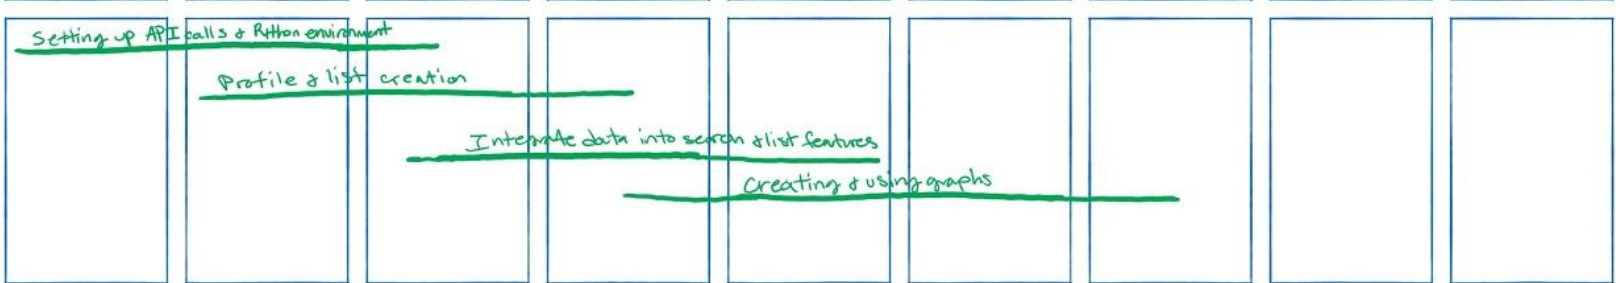 Setting up API calls & Python environment
Profile & list creation
Integrate data into search & list features
Creating & using graphs